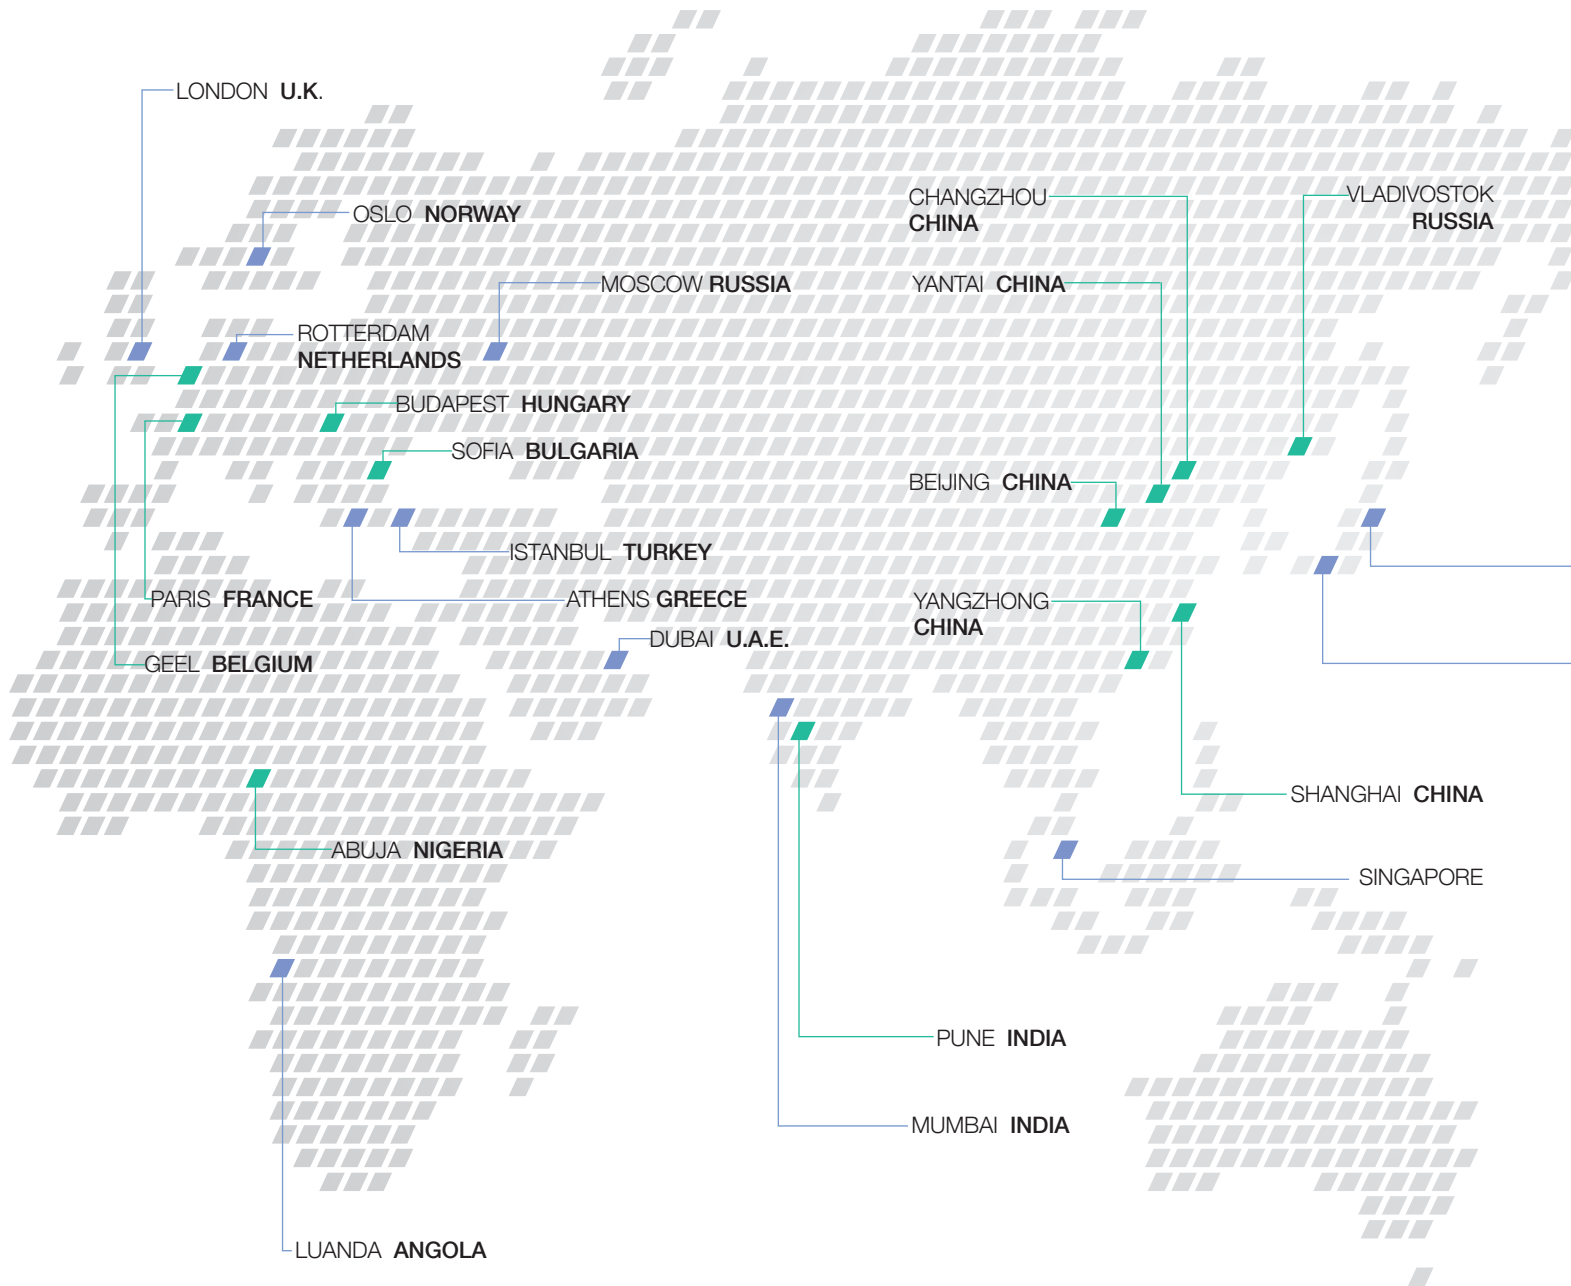 LONDON U.K.
CHANGZHOU
CHINA
VLADIVOSTOK
RUSSIA
OSLO NORWAY
MOSCOW RUSSIA
YANTAI CHINA
ROTTERDAM
NETHERLANDS
BUDAPEST HUNGARY
SOFIA BULGARIA
BEIJING CHINA
ISTANBUL TURKEY
PARIS FRANCE
ATHENS GREECE
YANGZHONG
CHINA
DUBAI U.A.E.
GEEL BELGIUM
SHANGHAI CHINA
ABUJA NIGERIA
SINGAPORE
PUNE INDIA
MUMBAI INDIA
LUANDA ANGOLA